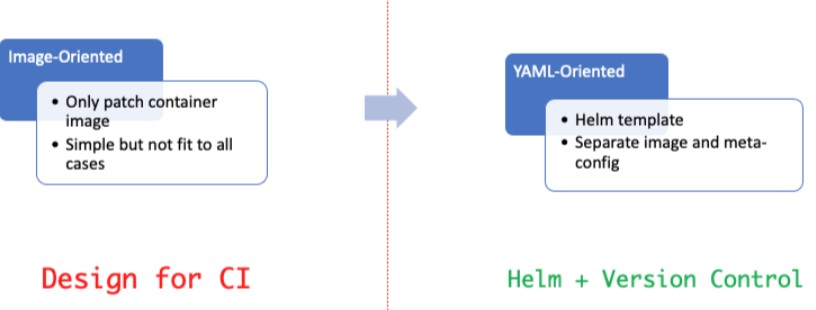 Image-Oriented
• Only patch container
image
• Simple but not fit to all
cases
YAML-Oriented
• Helm template
• Separate image and meta-
config
Design for CI
Helm + Version Control